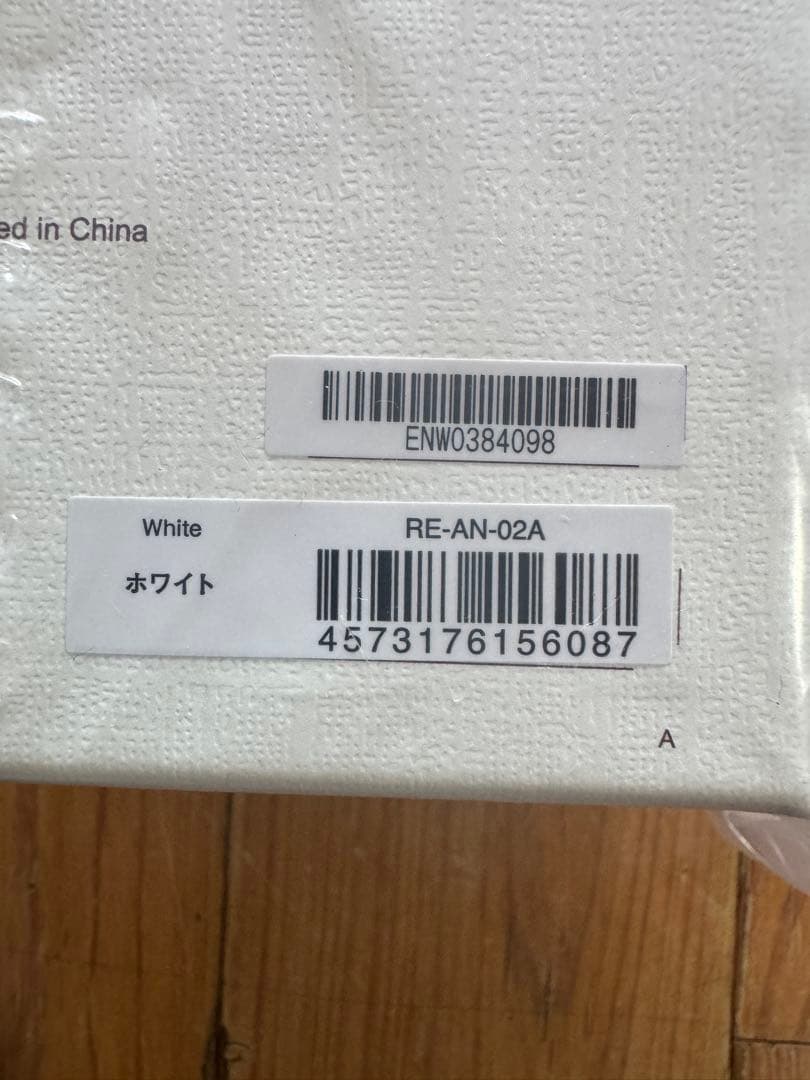 ed in China
ENW0384098
White
ホワイト
RE-AN-02A
4573176156087
A